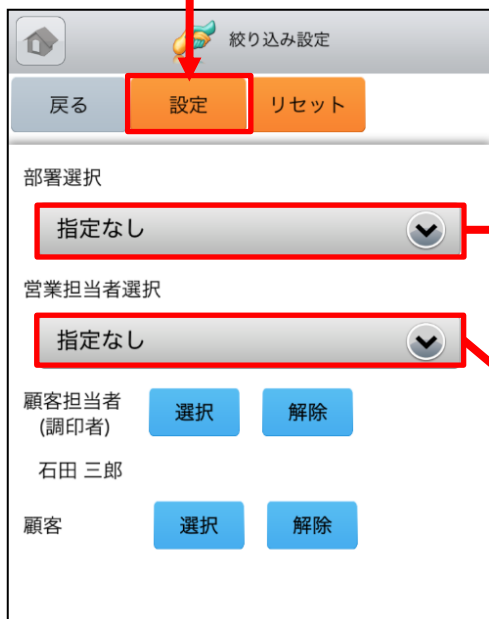 絞り込み設定
戻る 設定 リセット
部署選択
指定なし
営業担当者選択
指定なし
顧客担当者
(調印者)
選択 解除
石田 三郎
顧客 選択 解除